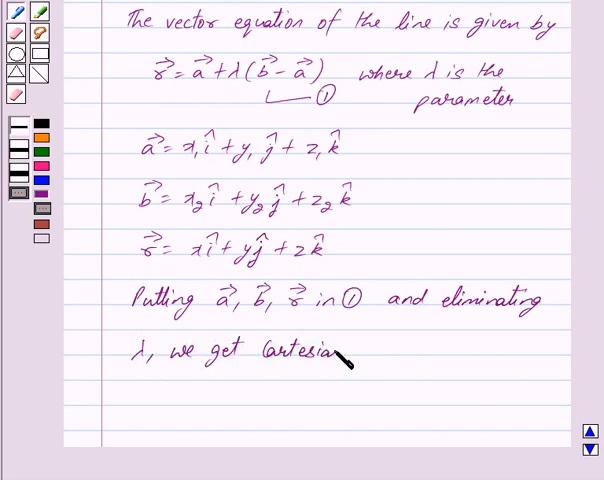 The vector equation of the line is given by
r⃗ = a⃗ + λ(b⃗ - a⃗) where λ is the
① parameter
a⃗ = x₁î + y₁ĵ + z₁k̂
b⃗ = x₂î + y₂ĵ + z₂k̂
r⃗ = xî + yĵ + zk̂
Putting a⃗, b⃗, r⃗ in ① and eliminating
λ, we get Cartesian